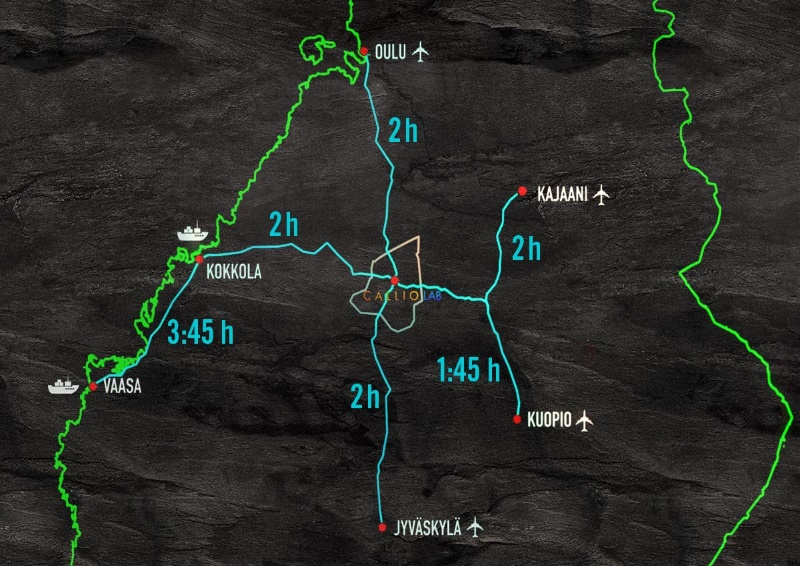 OULU
2h
KAJAANI
2h
2h
KOKKOLA
CALLIO LAB
3:45 h
1:45 h
VAASA
2h
KUOPIO
JYVÄSKYLÄ